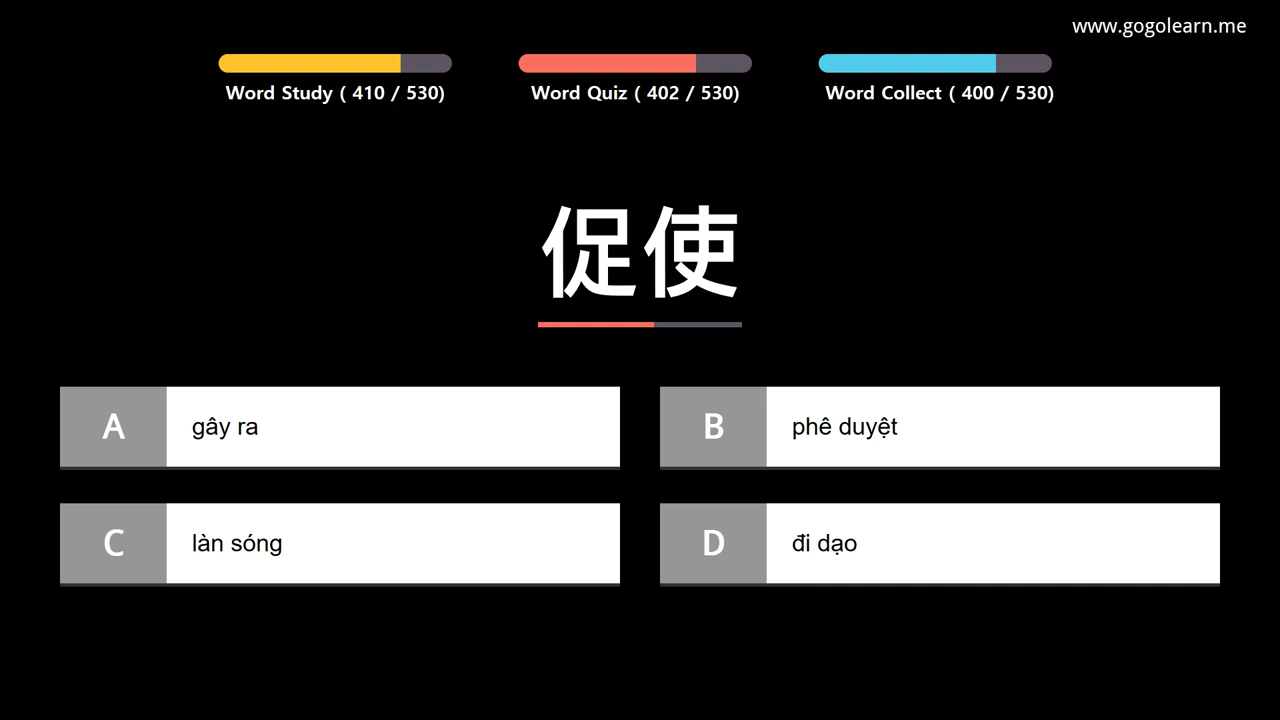 www.gogolearn.me
Word Study ( 410 / 530)
Word Quiz ( 402 / 530)
Word Collect ( 400 / 530)
促使
A gây ra
B phê duyệt
C làn sóng
D đi dạo